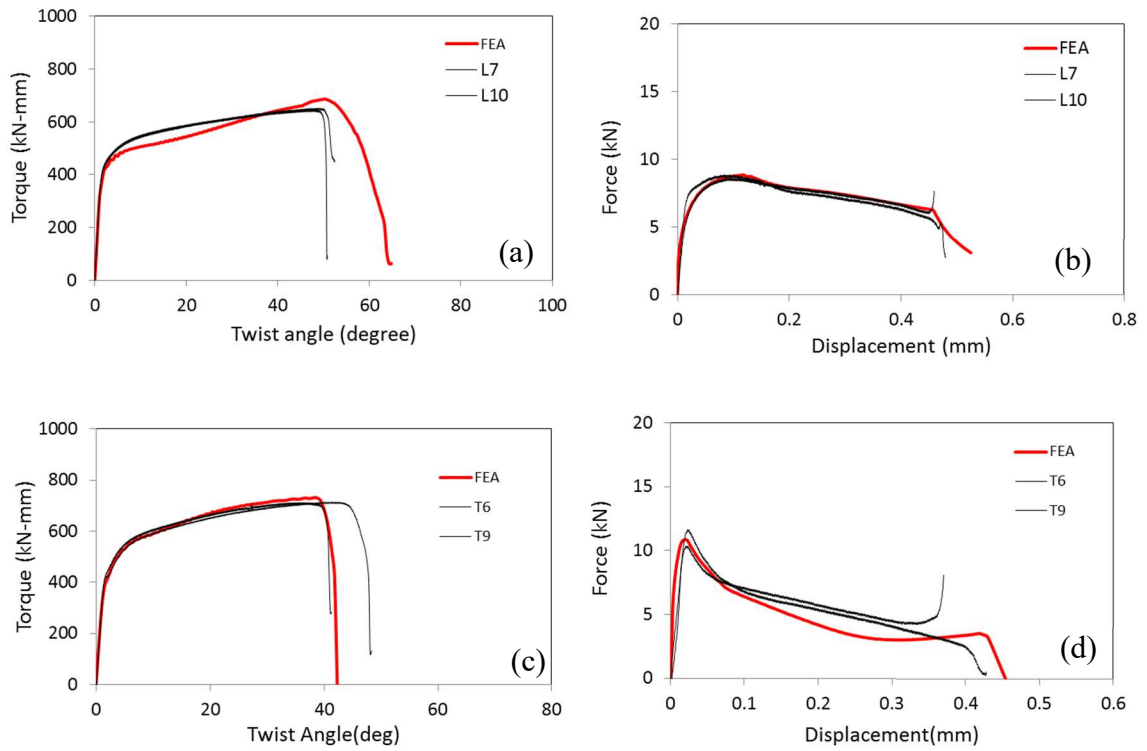 1000
800
600
400
200
0
Torque (kN-mm)
FEA
L7
L10
(a)
0 20 40 60 80 100
Twist angle (degree)
20
15
10
5
0
Force (kN)
FEA
L7
L10
(b)
0 0.2 0.4 0.6 0.8
Displacement (mm)
1000
800
600
400
200
0
Torque (kN-mm)
FEA
T6
T9
(c)
0 20 40 60 80
Twist Angle(deg)
20
15
10
5
0
Force (kN)
FEA
T6
T9
(d)
0 0.1 0.2 0.3 0.4 0.5 0.6
Displacement(mm)